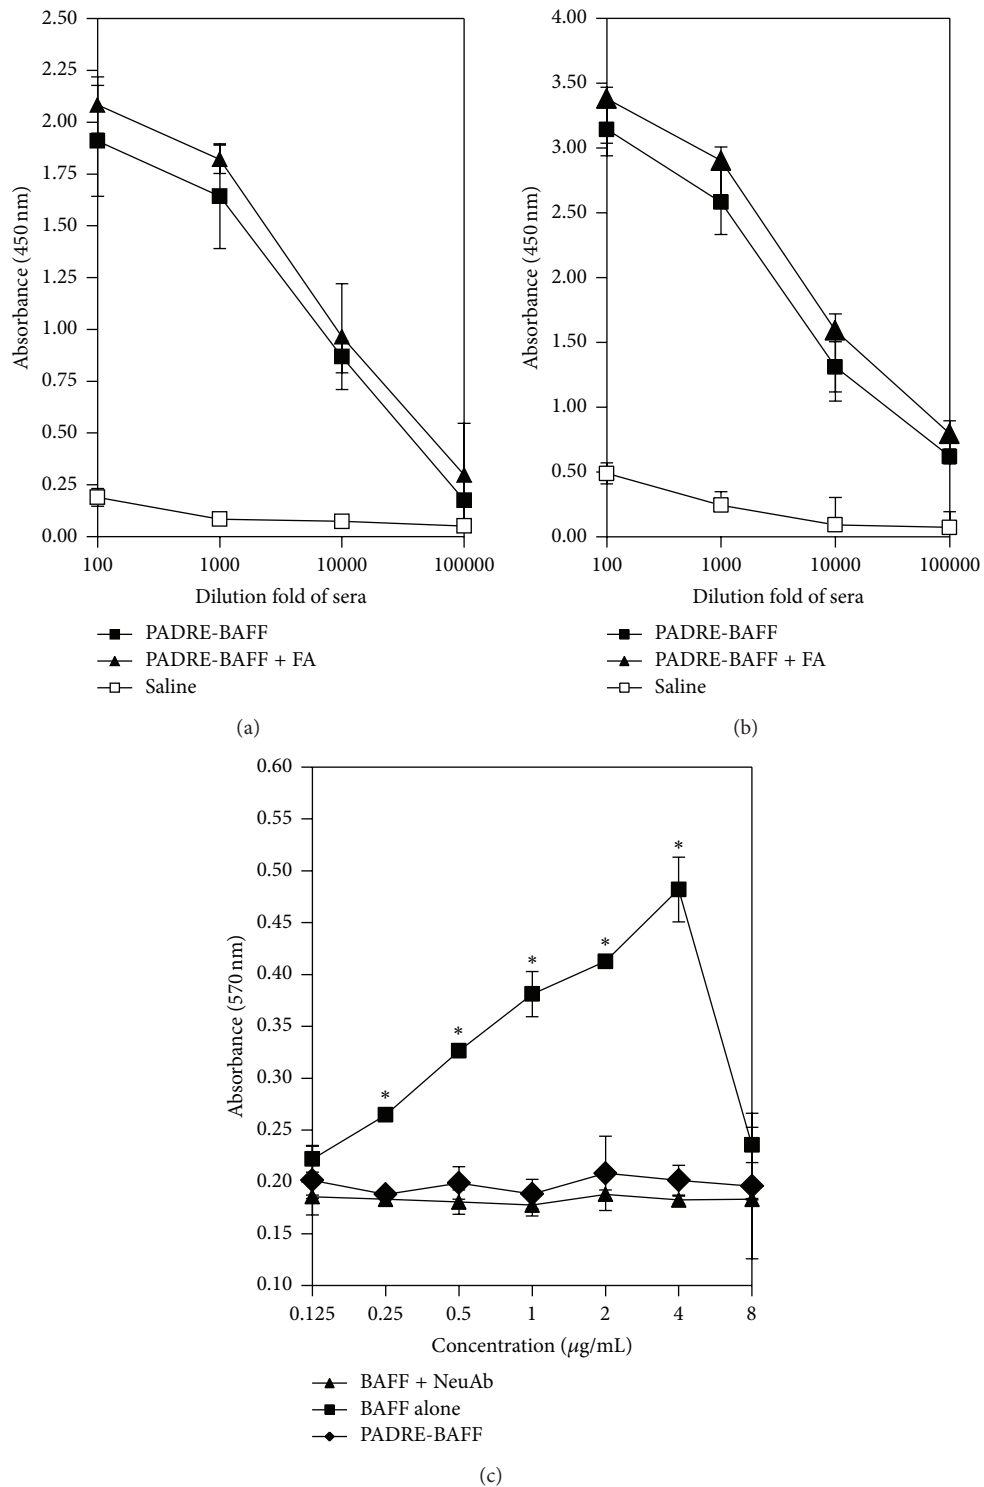 2.50
2.25
2.00
1.75
1.50
1.25
1.00
0.75
0.50
0.25
0.00
Absorbance (450 nm)
100 1000 10000 100000
Dilution fold of sera
PADRE-BAFF
PADRE-BAFF + FA
Saline
(a)
4.00
3.50
3.00
2.50
2.00
1.50
1.00
0.50
0.00
Absorbance (450 nm)
100 1000 10000 100000
Dilution fold of sera
PADRE-BAFF
PADRE-BAFF + FA
Saline
(b)
0.60
0.55
0.50
0.45
0.40
0.35
0.30
0.25
0.20
0.15
0.10
Absorbance (570 nm)
* * * * *
0.125 0.25 0.5 1 2 4 8
Concentration (μg/mL)
BAFF + NeuAb
BAFF alone
PADRE-BAFF
(c)